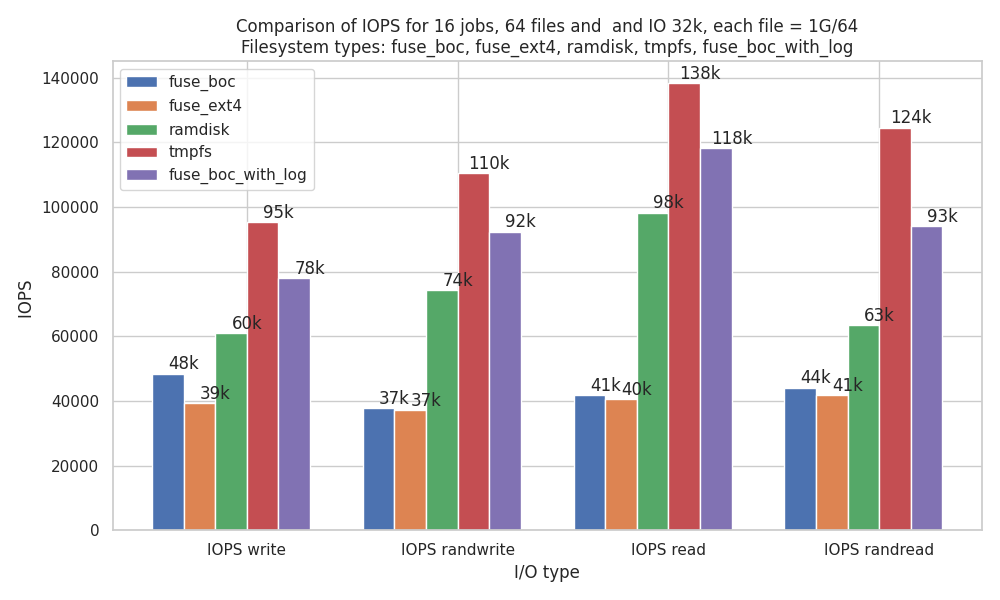 Comparison of IOPS for 16 jobs, 64 files and  and IO 32k, each file = 1G/64
Filesystem types: fuse_boc, fuse_ext4, ramdisk, tmpfs, fuse_boc_with_log
fuse_boc
fuse_ext4
ramdisk
tmpfs
fuse_boc_with_log
IOPS
140000
120000
100000
80000
60000
40000
20000
0
48k
39k
60k
95k
78k
37k
37k
74k
110k
92k
41k
40k
98k
138k
118k
44k
41k
63k
124k
93k
IOPS write
IOPS randwrite
IOPS read
IOPS randread
I/O type